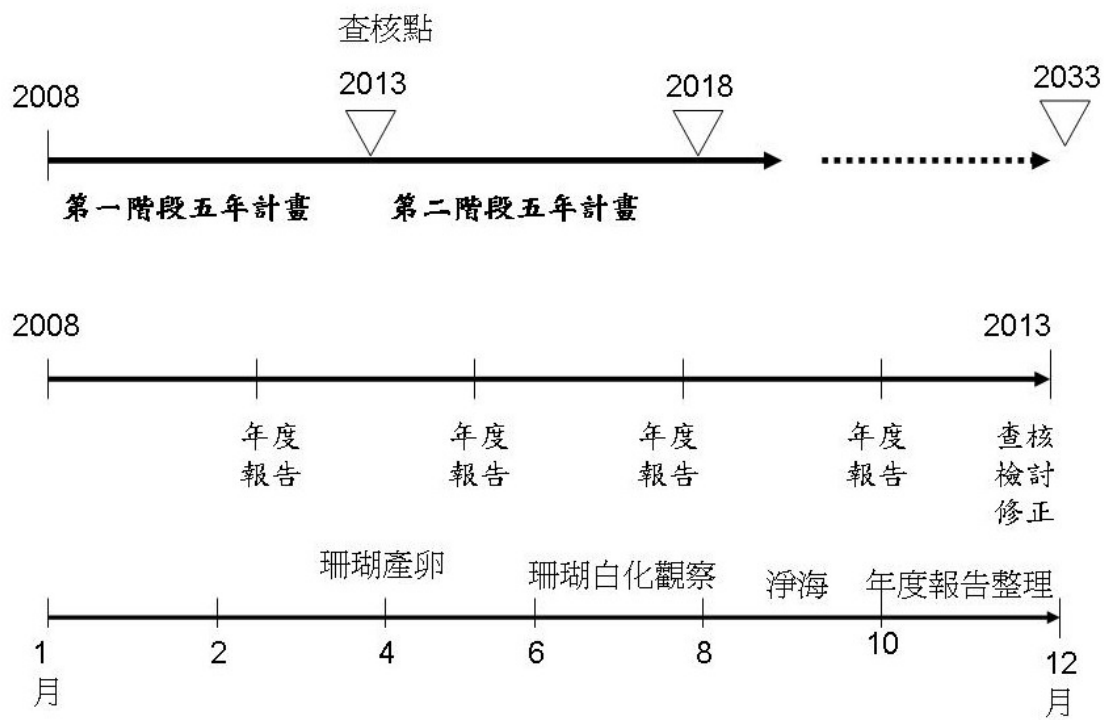 查核點
2008
2013
2018
2033
第一階段五年計畫
第二階段五年計畫
2008
2013
年度
報告
年度
報告
年度
報告
年度
報告
查核
檢討
修正
珊瑚產卵
珊瑚白化觀察
淨海
年度報告整理
1
月
2
4
6
8
10
12
月